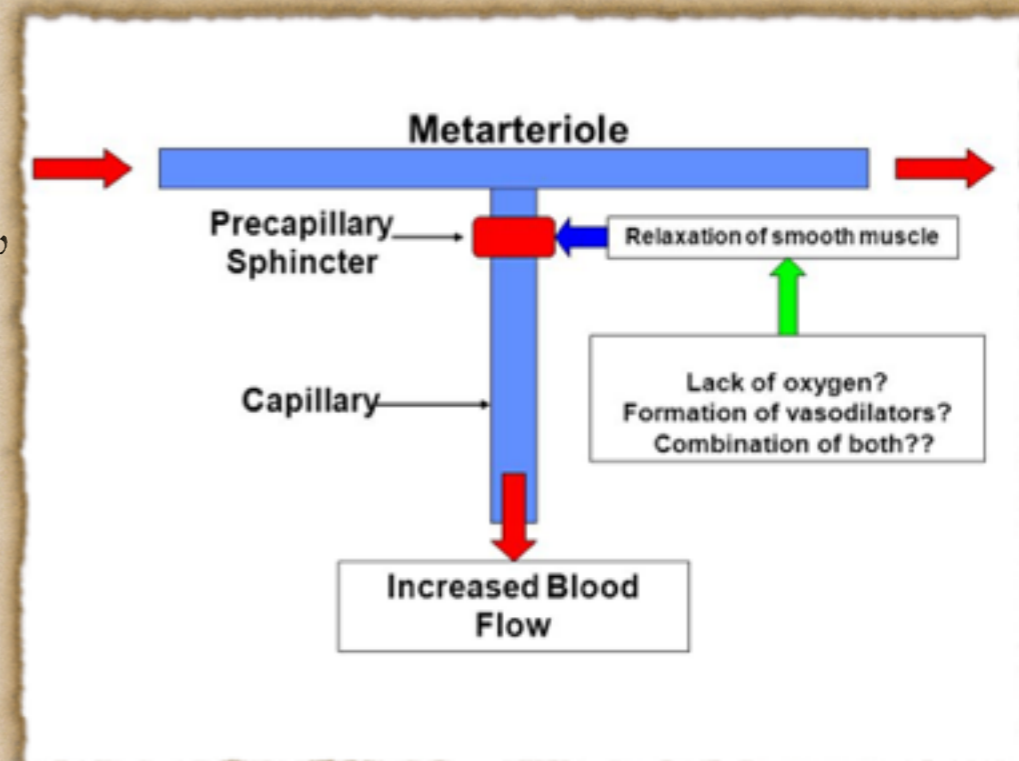 Metarteriole
Precapillary
Sphincter
Relaxation of smooth muscle
Capillary
Lack of oxygen?
Formation of vasodilators?
Combination of both??
Increased Blood
Flow